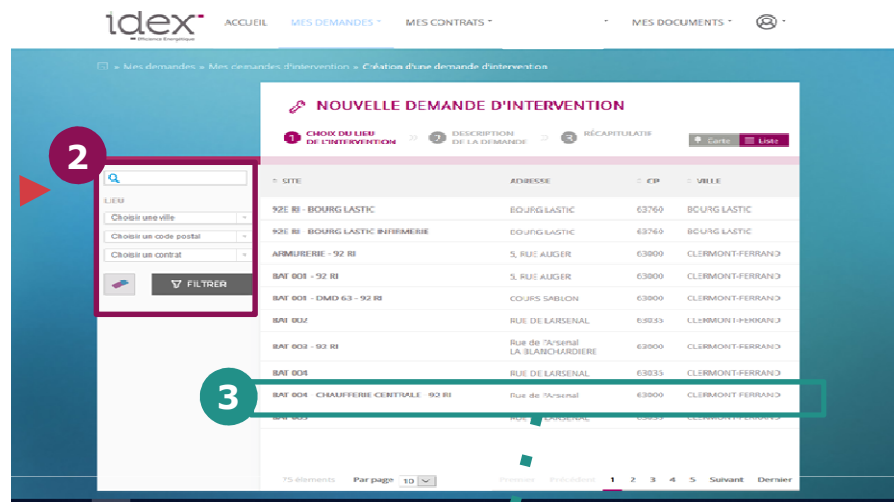 idex
Efficience Energétique
ACCUEIL MES DEMANDES MES CONTRATS MES DOCUMENTS
» Mes demandes » Mes demandes d'intervention » Création d'une demande d'intervention
NOUVELLE DEMANDE D'INTERVENTION
1 CHOIX DU LIEU DE L'INTERVENTION » 2 DESCRIPTION DE LA DEMANDE » 3 RÉCAPITULATIF
Carte Liste
2
LIEU
Choisir une ville
Choisir un code postal
Choisir un contrat
FILTRER
SITE ADRESSE CP VILLE
92E RI - BOURG LASTIC BOURG LASTIC 63760 BOURG LASTIC
92E RI - BOURG LASTIC INFIRMERIE BOURG LASTIC 63760 BOURG LASTIC
ARMURERIE - 92 RI 5, RUE AUGER 63000 CLERMONT-FERRAND
BAT 001 - 92 RI 5, RUE AUGER 63000 CLERMONT-FERRAND
BAT 001 - DMD 63 - 92 RI COURS SABLON 63000 CLERMONT-FERRAND
BAT 002 RUE DE L'ARSENAL 63035 CLERMONT-FERRAND
BAT 003 - 92 RI Rue de l'Arsenal LA BLANCHARDIERE 63000 CLERMONT-FERRAND
BAT 004 RUE DE L'ARSENAL 63035 CLERMONT-FERRAND
3
BAT 004 - CHAUFFERIE CENTRALE - 92 RI Rue de l'Arsenal 63000 CLERMONT FERRAND
75 éléments Par page 10 Premier Précédent 1 2 3 4 5 Suivant Dernier